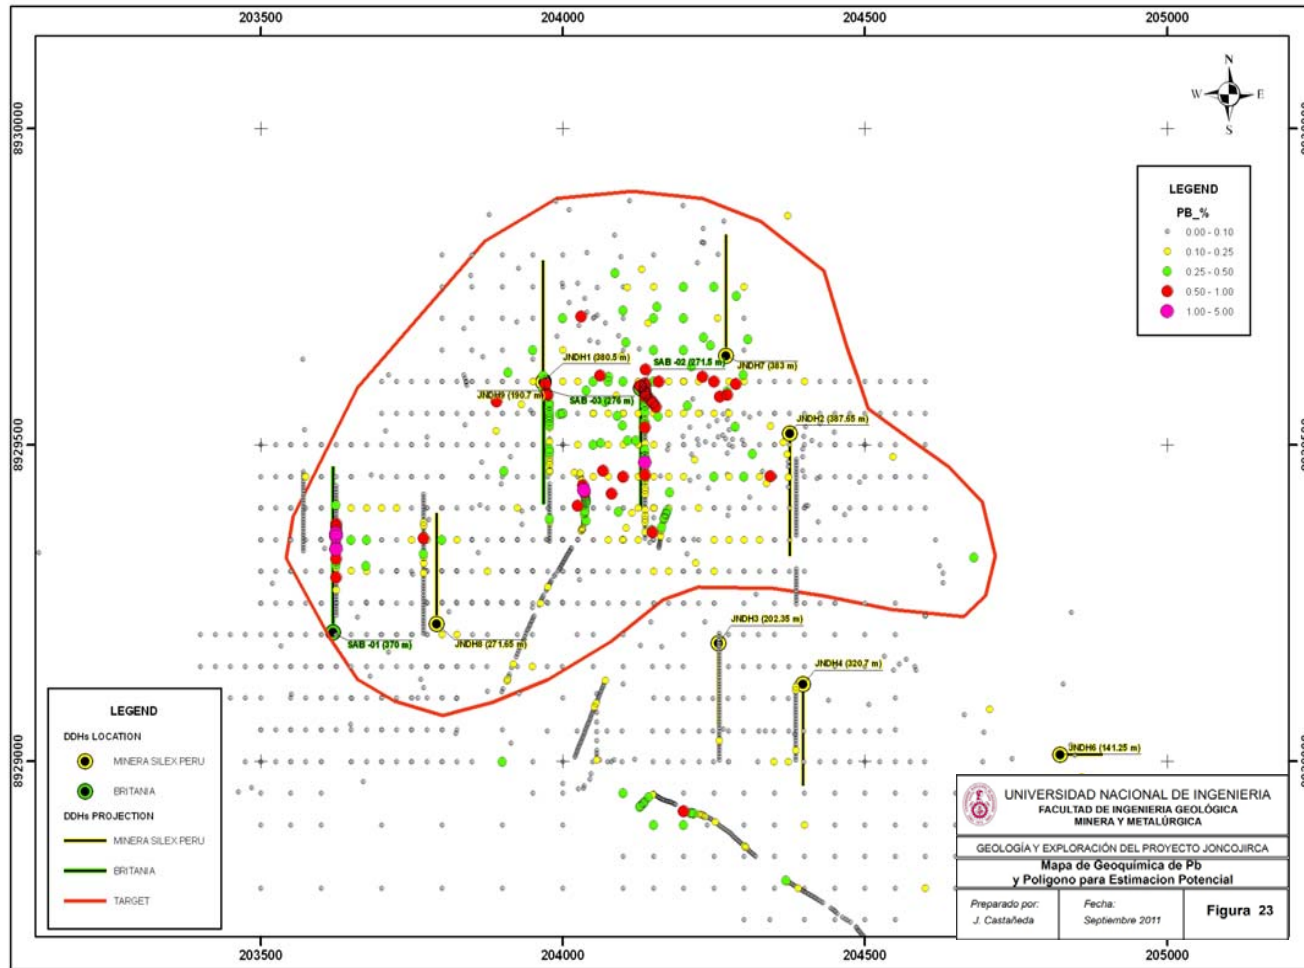 203500 204000 204500 205000
N
W E
S
8930000 8930000
LEGEND
PB_%
0.00 - 0.10
0.10 - 0.25
0.25 - 0.50
0.50 - 1.00
1.00 - 5.00
JNDH1 (380.5 m)
SAB -02 (271.5 m)
JNDH7 (383 m)
JNDH9 (190.7 m)
SAB -03 (276 m)
JNDH2 (387.65 m)
8929500
SAB -01 (370 m)
JNDH8 (271.65 m)
JNDH3 (202.35 m)
JNDH4 (320.7 m)
JNDH6 (141.25 m)
8929000
LEGEND
DDHs LOCATION
MINERA SILEX PERU
BRITANIA
DDHs PROJECTION
MINERA SILEX PERU
BRITANIA
TARGET
UNIVERSIDAD NACIONAL DE INGENIERIA
FACULTAD DE INGENIERIA GEOLÓGICA
MINERA Y METALÚRGICA
GEOLOGÍA Y EXPLORACIÓN DEL PROYECTO JONCOJIRCA
Mapa de Geoquímica de Pb
y Poligono para Estimacion Potencial
Preparado por:
J. Castañeda
Fecha:
Septiembre 2011
Figura 23
203500 204000 204500 205000